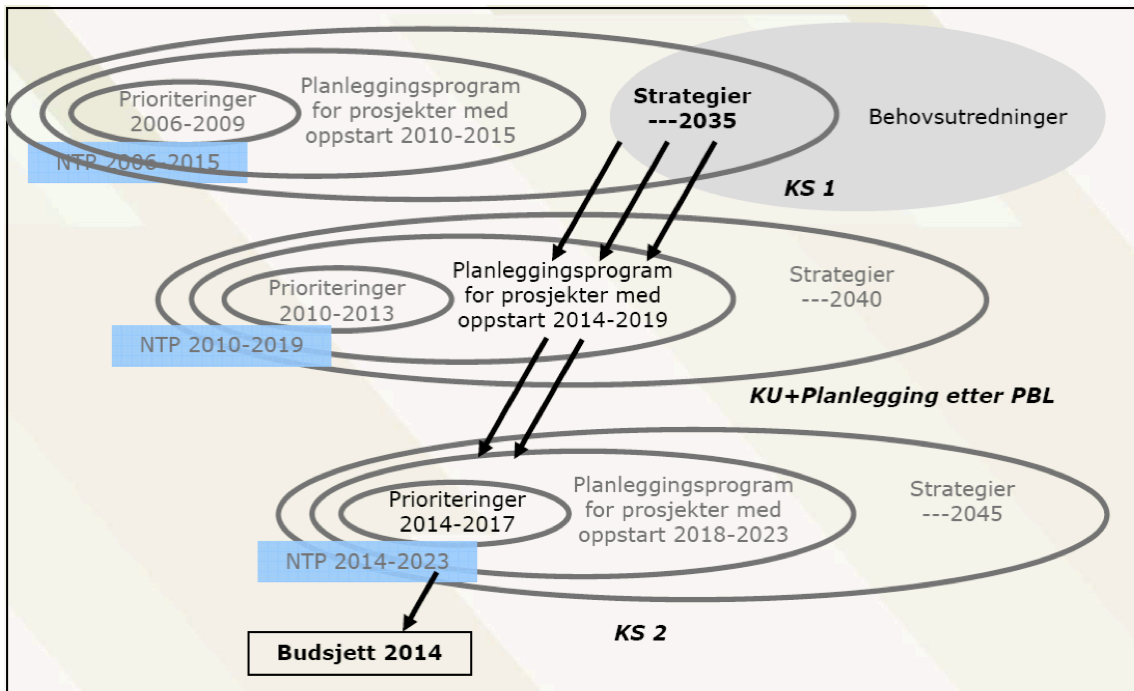 Prioriteringer
2006-2009
Planleggingsprogram
for prosjekter med
oppstart 2010-2015
Strategier
---2035
Behovsutredninger
NTP 2006-2015
KS 1
Prioriteringer
2010-2013
Planleggingsprogram
for prosjekter med
oppstart 2014-2019
Strategier
---2040
NTP 2010-2019
KU+Planlegging etter PBL
Prioriteringer
2014-2017
Planleggingsprogram
for prosjekter med
oppstart 2018-2023
Strategier
---2045
NTP 2014-2023
KS 2
Budsjett 2014